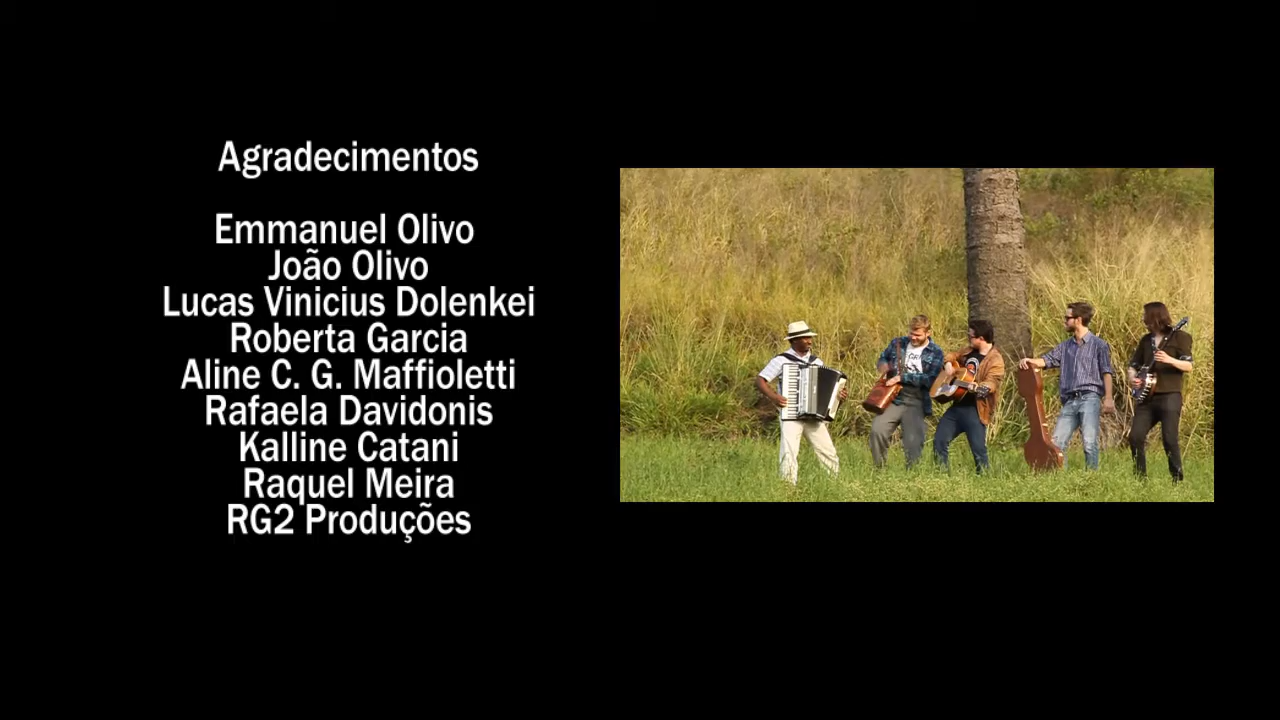 Agradecimentos
Emmanuel Olivo
João Olivo
Lucas Vinicius Dolenkei
Roberta Garcia
Aline C. G. Maffioletti
Rafaela Davidonis
Kalline Catani
Raquel Meira
RG2 Produções